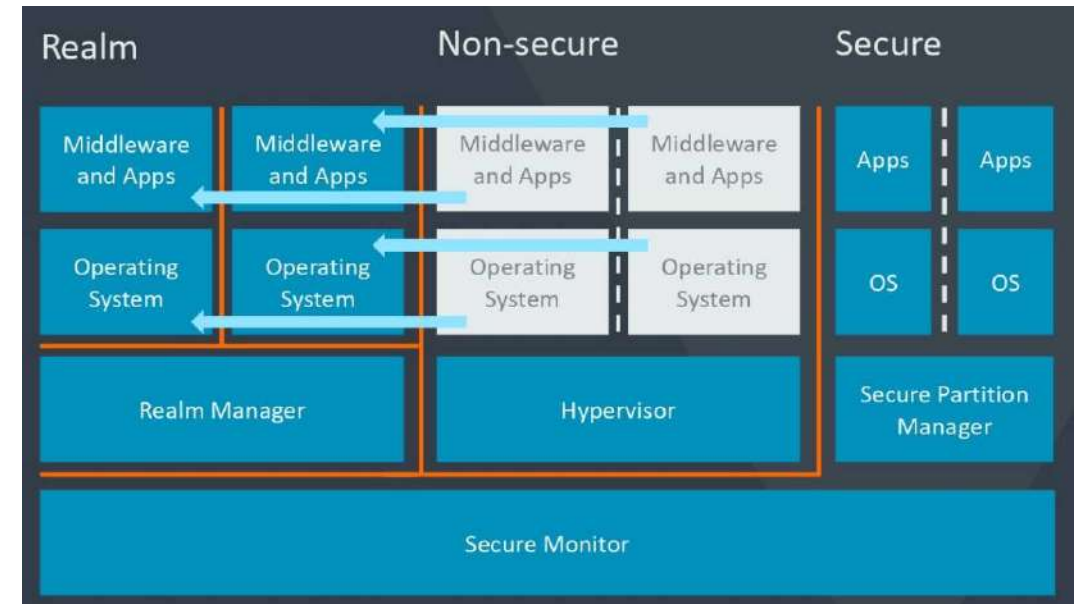 Realm
Non-secure
Secure
Middleware
and Apps
Middleware
and Apps
Middleware
and Apps
Middleware
and Apps
Apps
Apps
Operating
System
Operating
System
Operating
System
Operating
System
OS
OS
Realm Manager
Hypervisor
Secure Partition
Manager
Secure Monitor